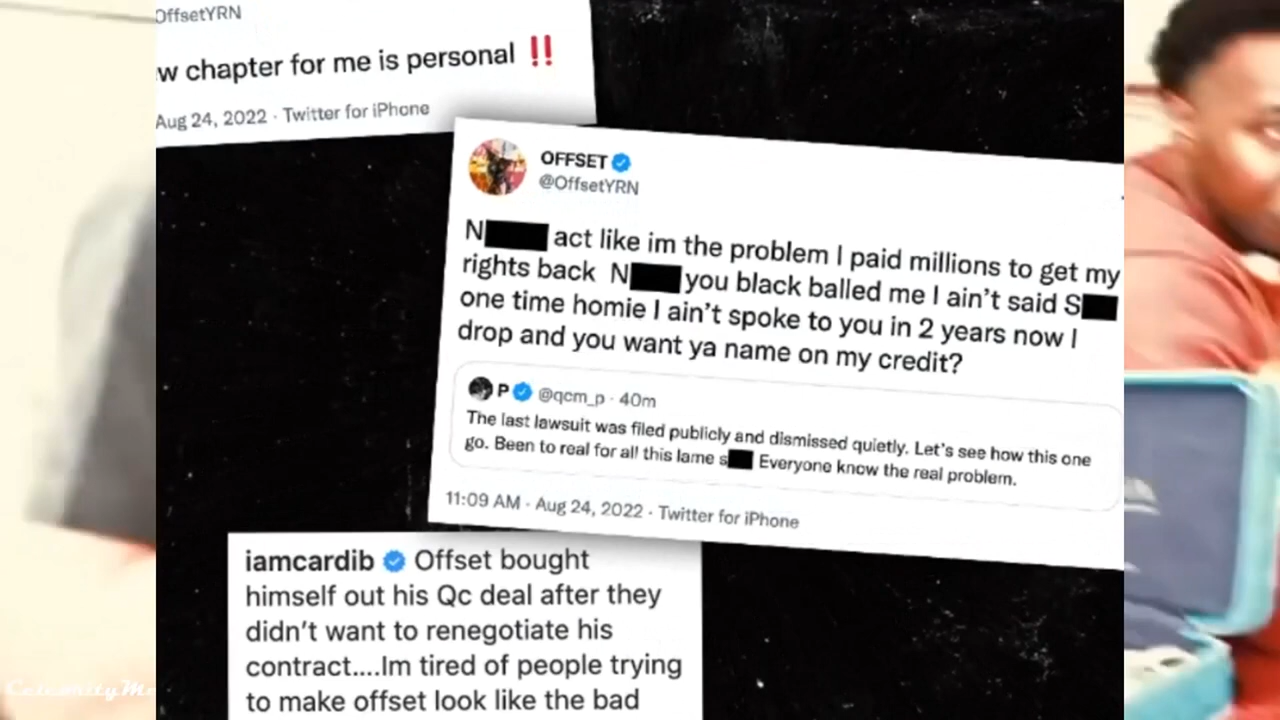 OffsetYRN
w chapter for me is personal ‼️
Aug 24, 2022 · Twitter for iPhone
OFFSET
@OffsetYRN
N act like im the problem I paid millions to get my
rights back N you black balled me I ain’t said S
one time homie I ain’t spoke to you in 2 years now I
drop and you want ya name on my credit?
P @qcm_p · 40m
The last lawsuit was filed publicly and dismissed quietly. Let’s see how this one
go. Been to real for all this lame s Everyone know the real problem.
11:09 AM · Aug 24, 2022 · Twitter for iPhone
iamcardib Offset bought
himself out his Qc deal after they
didn’t want to renegotiate his
contract....Im tired of people trying
to make offset look like the bad